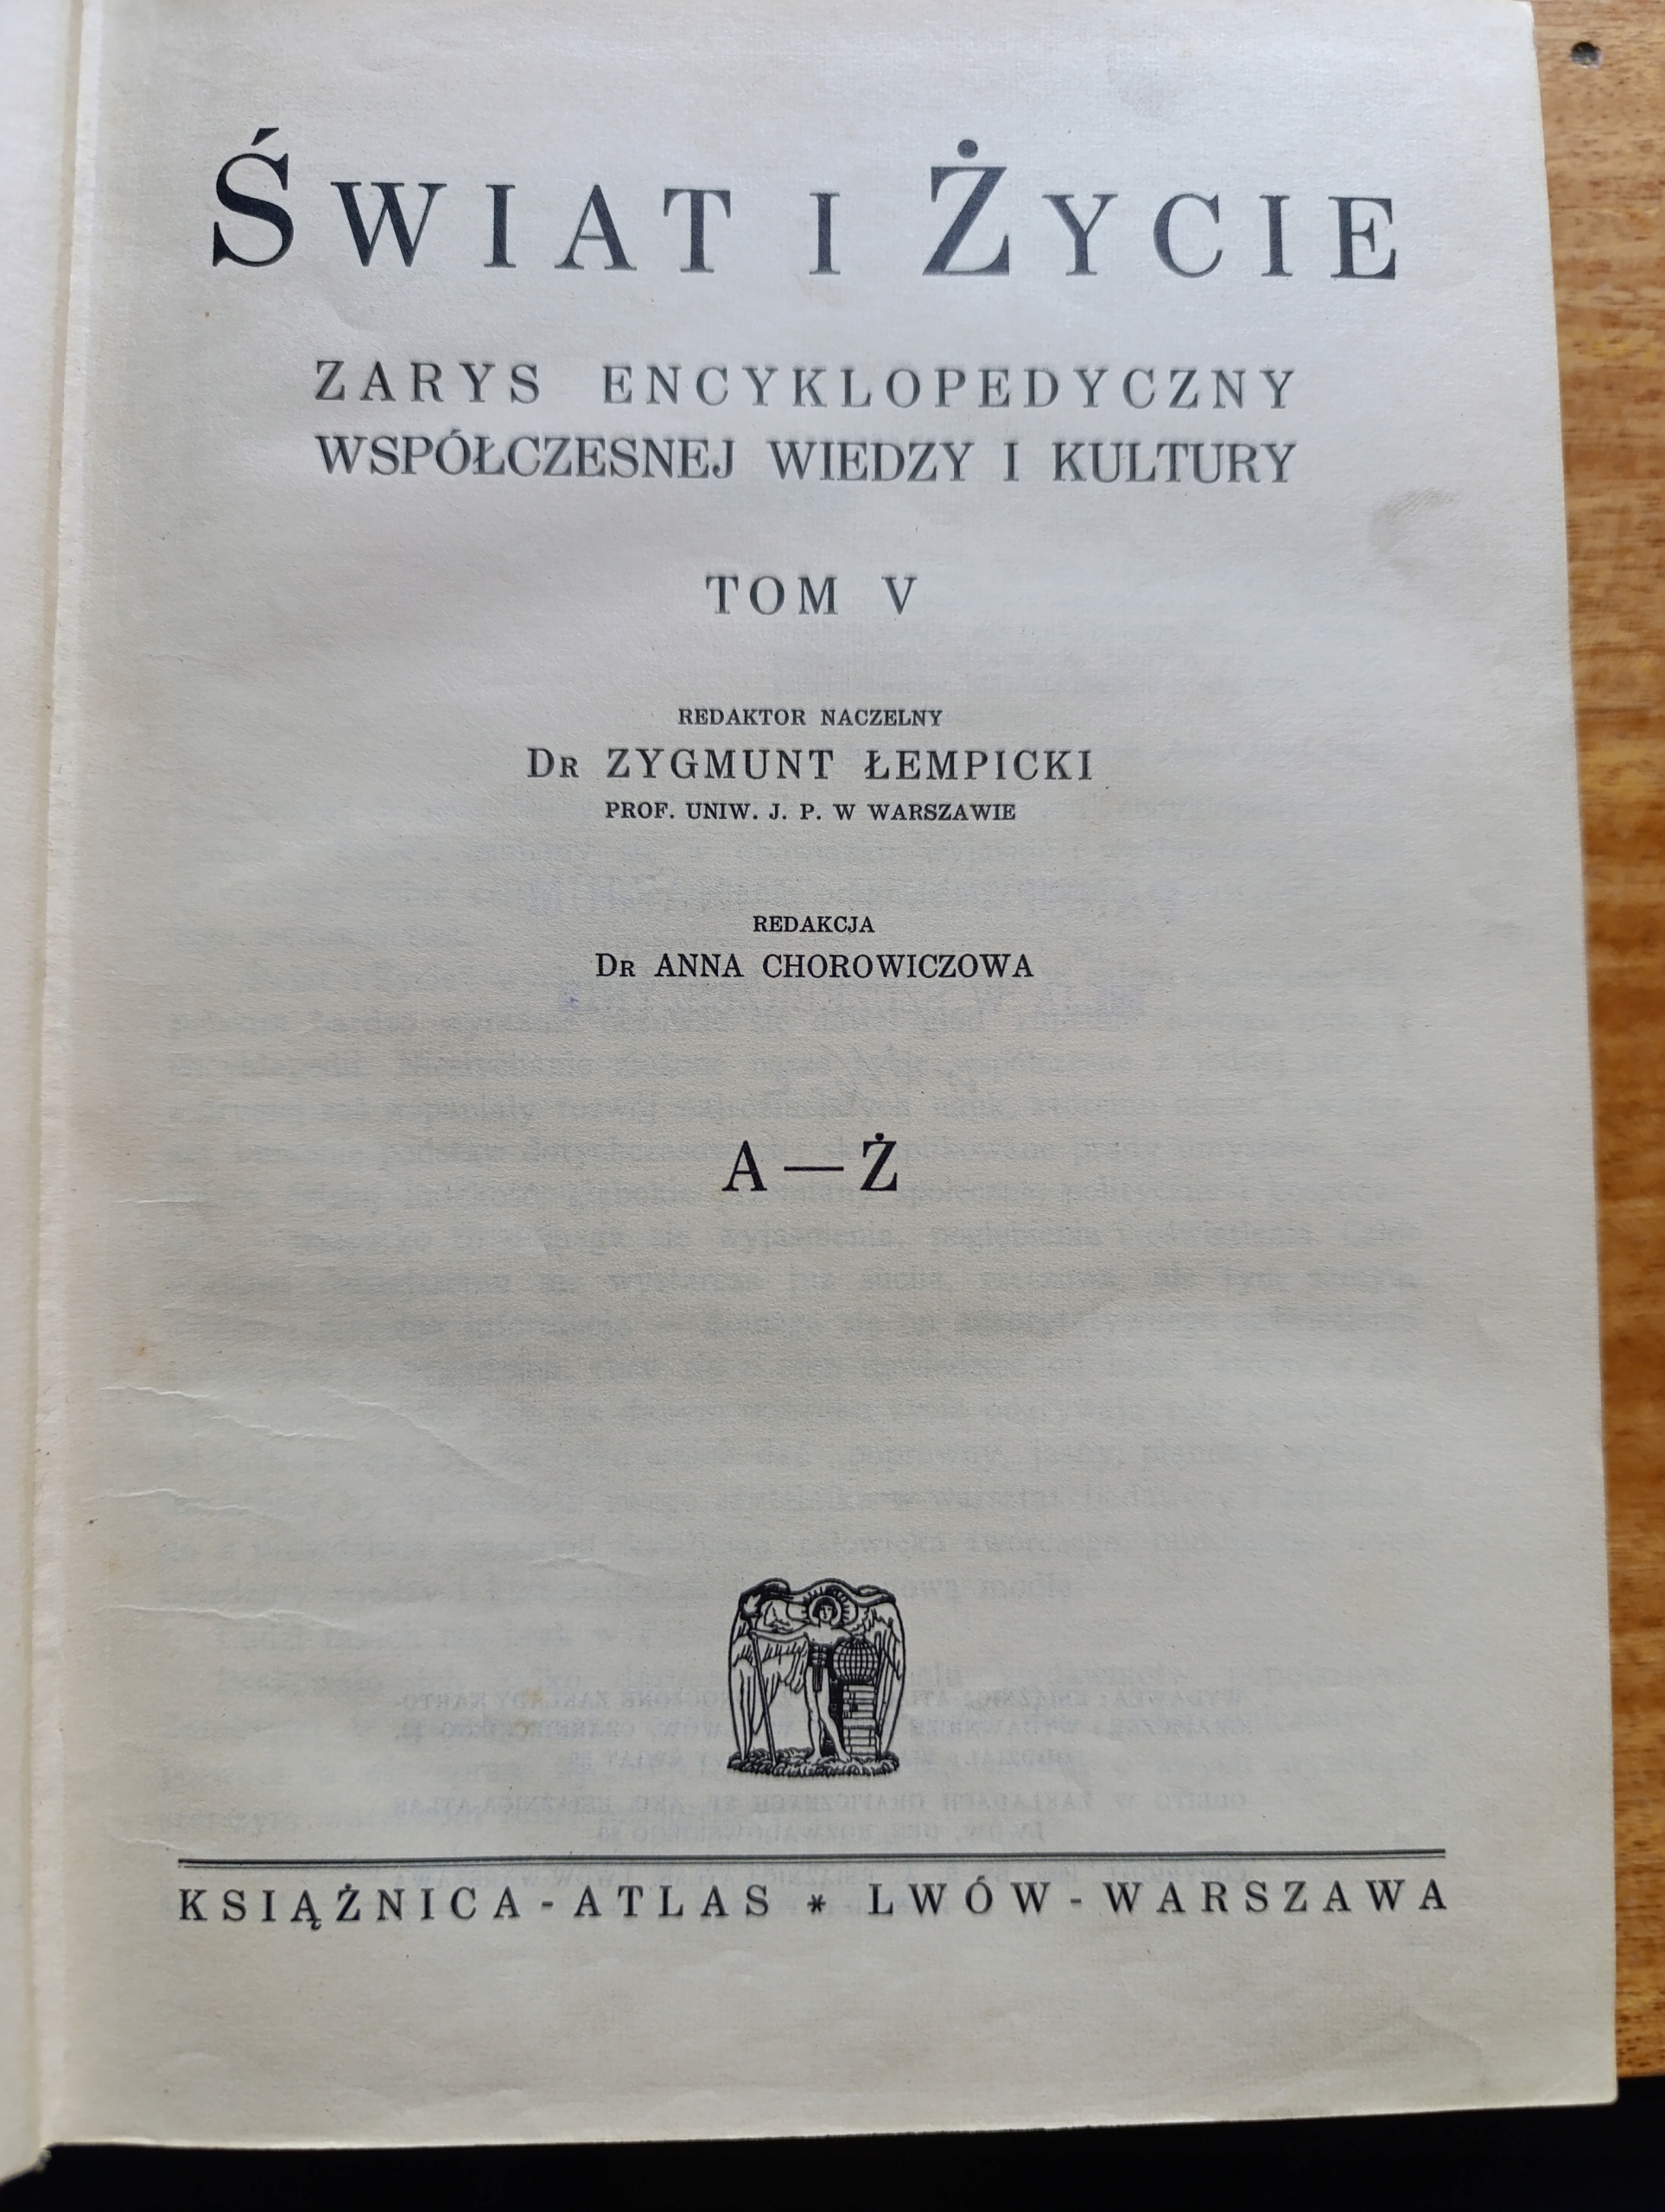 ŚWIAT I ŻYCIE
ZARYS ENCYKLOPEDYCZNY
WSPÓŁCZESNEJ WIEDZY I KULTURY
TOM V
REDAKTOR NACZELNY
DR ZYGMUNT ŁEMPICKI
PROF. UNIW. J. P. W WARSZAWIE
REDAKCJA
DR ANNA CHOROWICZOWA
A—Ż
KSIĄŻNICA-ATLAS * LWÓW-WARSZAWA